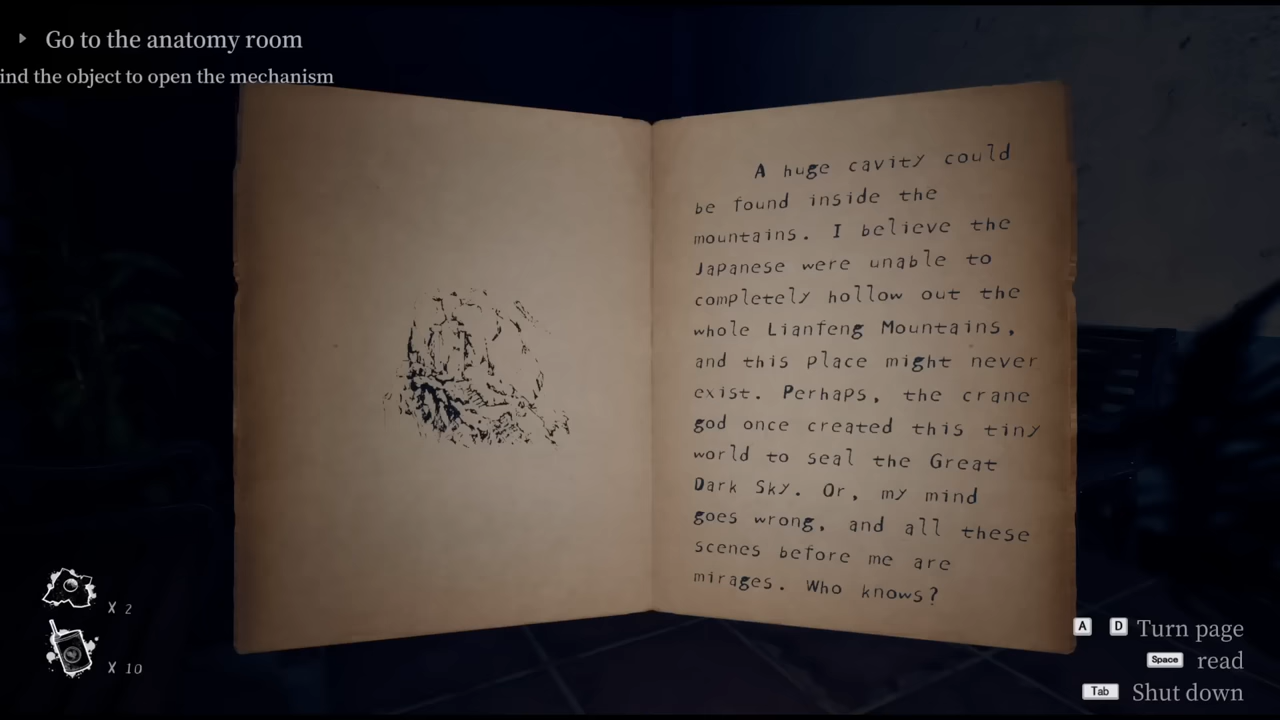 Go to the anatomy room
ind the object to open the mechanism
A huge cavity could
be found inside the
mountains. I believe the
Japanese were unable to
completely hollow out the
whole Lianfeng Mountains,
and this place might never
exist. Perhaps, the crane
god once created this tiny
world to seal the Great
Dark Sky. Or, my mind
goes wrong, and all these
scenes before me are
mirages. Who knows?
X 2
X 10
A D Turn page
Space read
Tab Shut down